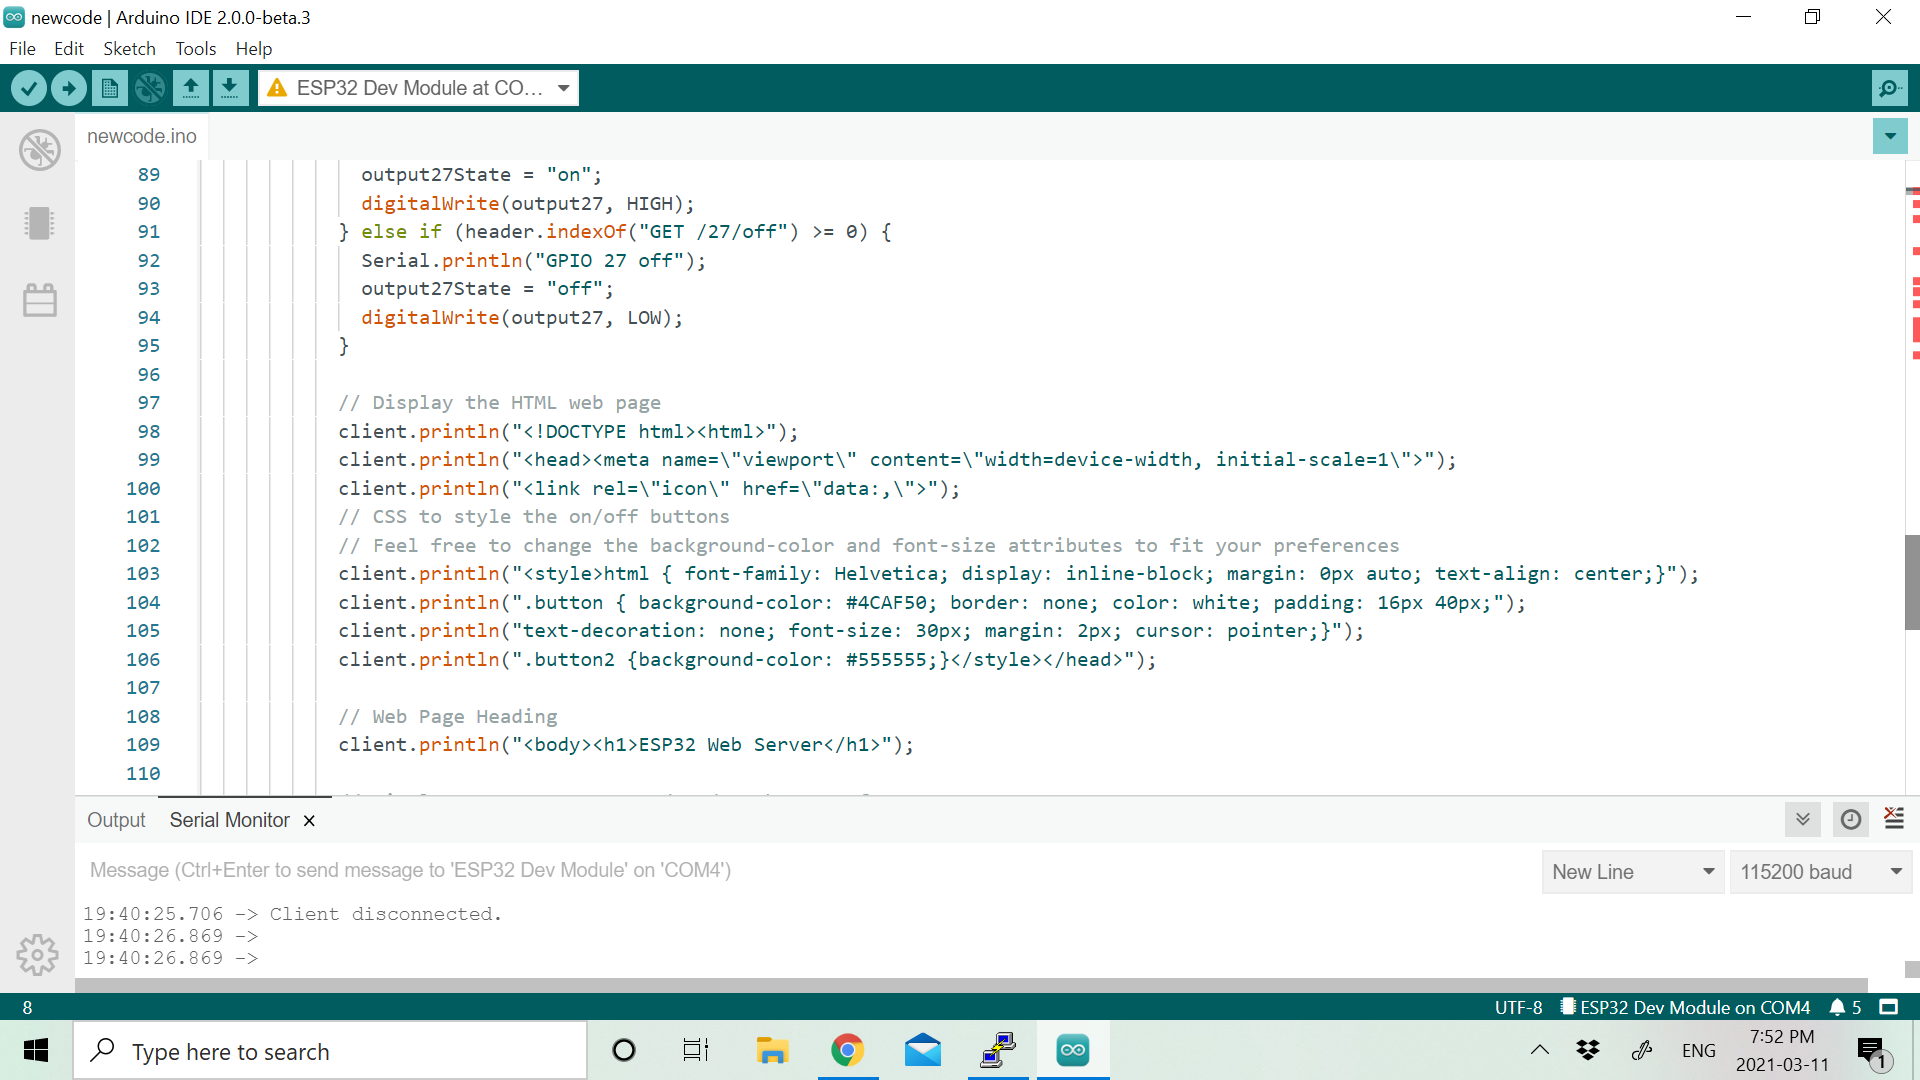 newcode | Arduino IDE 2.0.0-beta.3
File Edit Sketch Tools Help
ESP32 Dev Module at CO...
newcode.ino
89 output27State = "on";
90 digitalWrite(output27, HIGH);
91 } else if (header.indexOf("GET /27/off") >= 0) {
92 Serial.println("GPIO 27 off");
93 output27State = "off";
94 digitalWrite(output27, LOW);
95 }
96
97 // Display the HTML web page
98 client.println("<!DOCTYPE html><html>");
99 client.println("<head><meta name=\"viewport\" content=\"width=device-width, initial-scale=1\">");
100 client.println("<link rel=\"icon\" href=\"data:,\">");
101 // CSS to style the on/off buttons
102 // Feel free to change the background-color and font-size attributes to fit your preferences
103 client.println("<style>html { font-family: Helvetica; display: inline-block; margin: 0px auto; text-align: center;}");
104 client.println(".button { background-color: #4CAF50; border: none; color: white; padding: 16px 40px;");
105 client.println("text-decoration: none; font-size: 30px; margin: 2px; cursor: pointer;}");
106 client.println(".button2 {background-color: #555555;}</style></head>");
107
108 // Web Page Heading
109 client.println("<body><h1>ESP32 Web Server</h1>");
110
Output Serial Monitor x
Message (Ctrl+Enter to send message to 'ESP32 Dev Module' on 'COM4')
New Line 115200 baud
19:40:25.706 -> Client disconnected.
19:40:26.869 ->
19:40:26.869 ->
8 UTF-8 ESP32 Dev Module on COM4 5
Type here to search
ENG
7:52 PM
2021-03-11
1